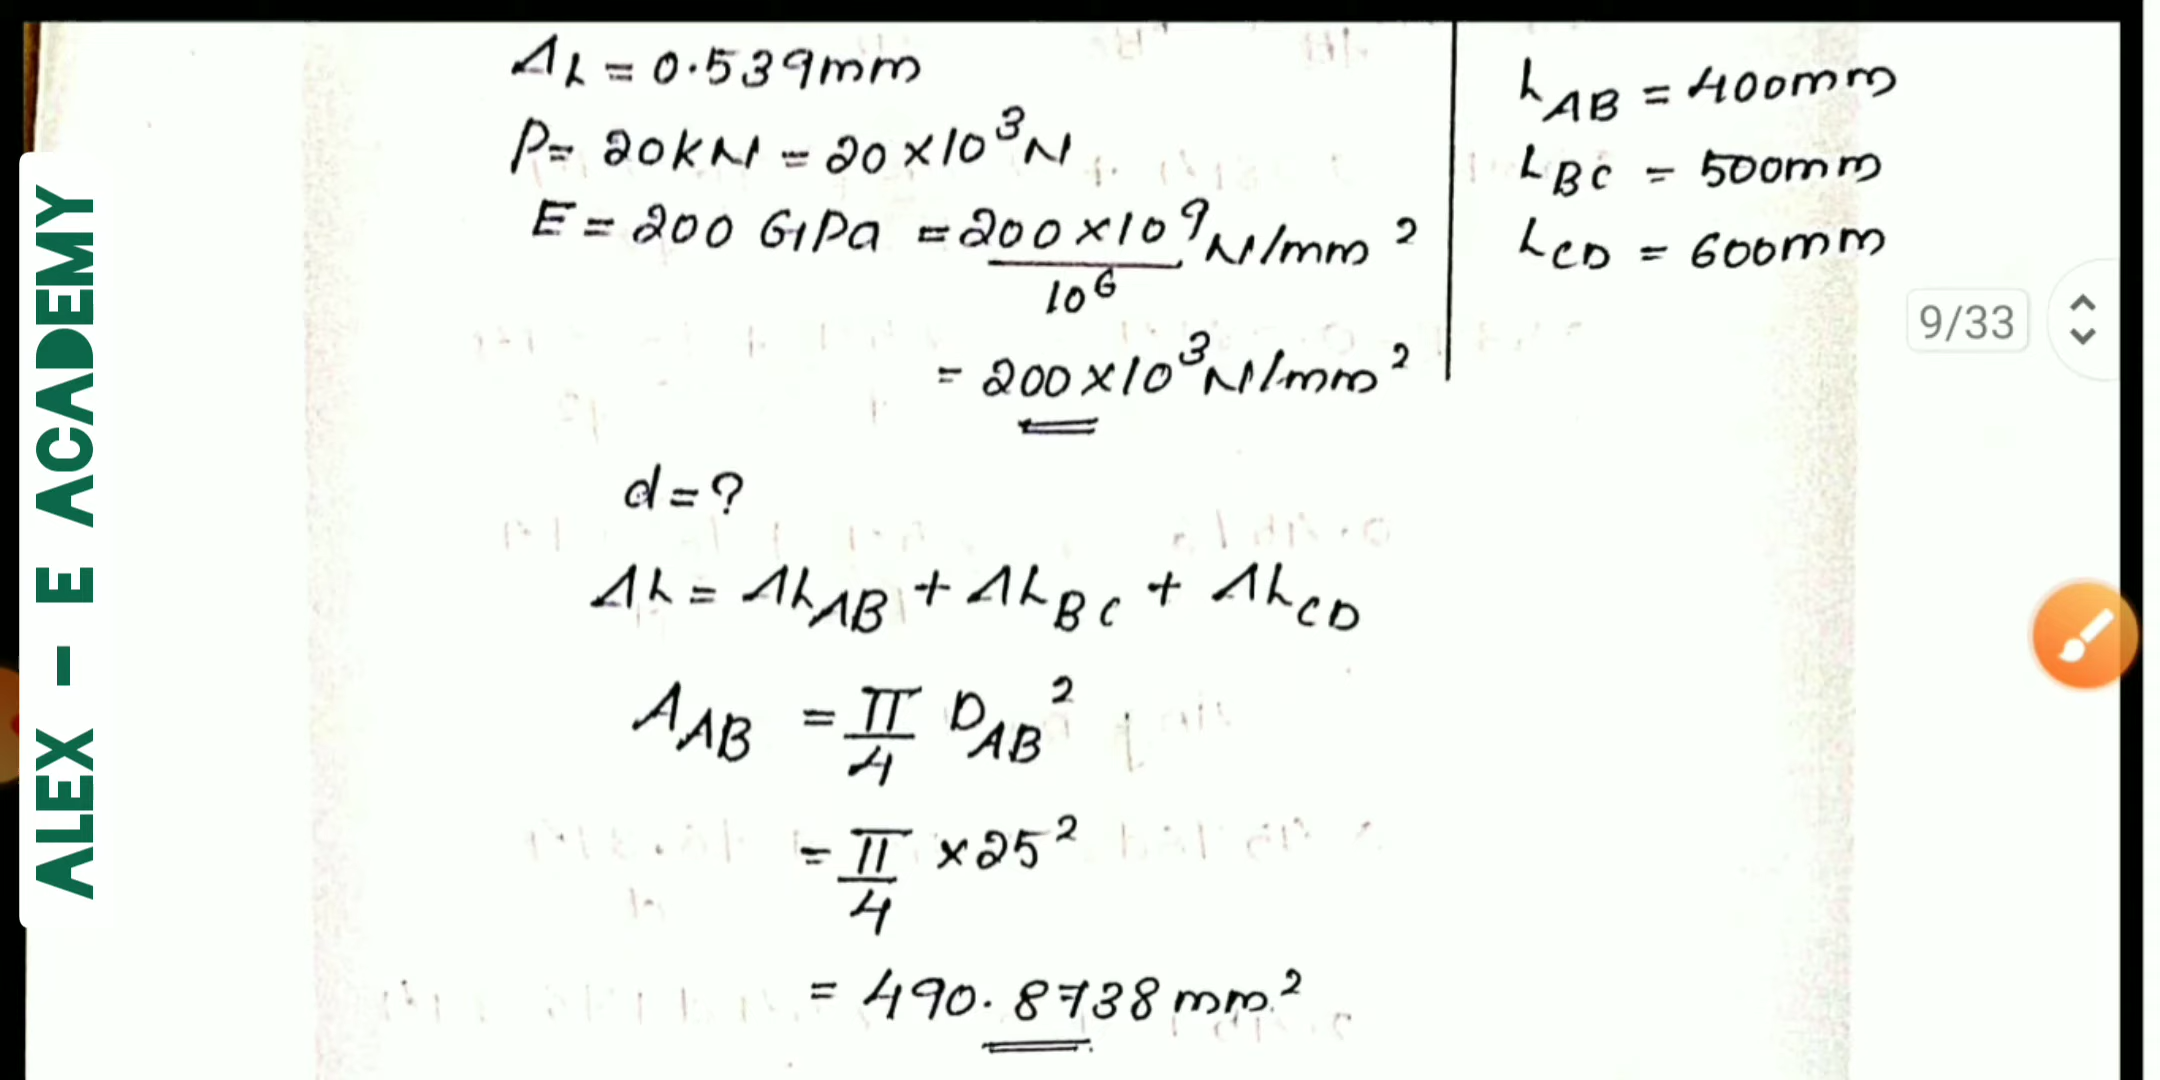 ΔL = 0.539mm
P = 20kN = 20 × 10³ N
E = 200 GPa = 200 × 10⁹ N/mm²
10⁶
= 200 × 10³ N/mm²
d = ?
ΔL = ΔL_AB + ΔL_BC + ΔL_CD
A_AB = π/4 D_AB²
= π/4 × 25²
= 490.8738 mm²
L_AB = 400mm
L_BC = 500mm
L_CD = 600mm
9/33
ALEX - E ACADEMY